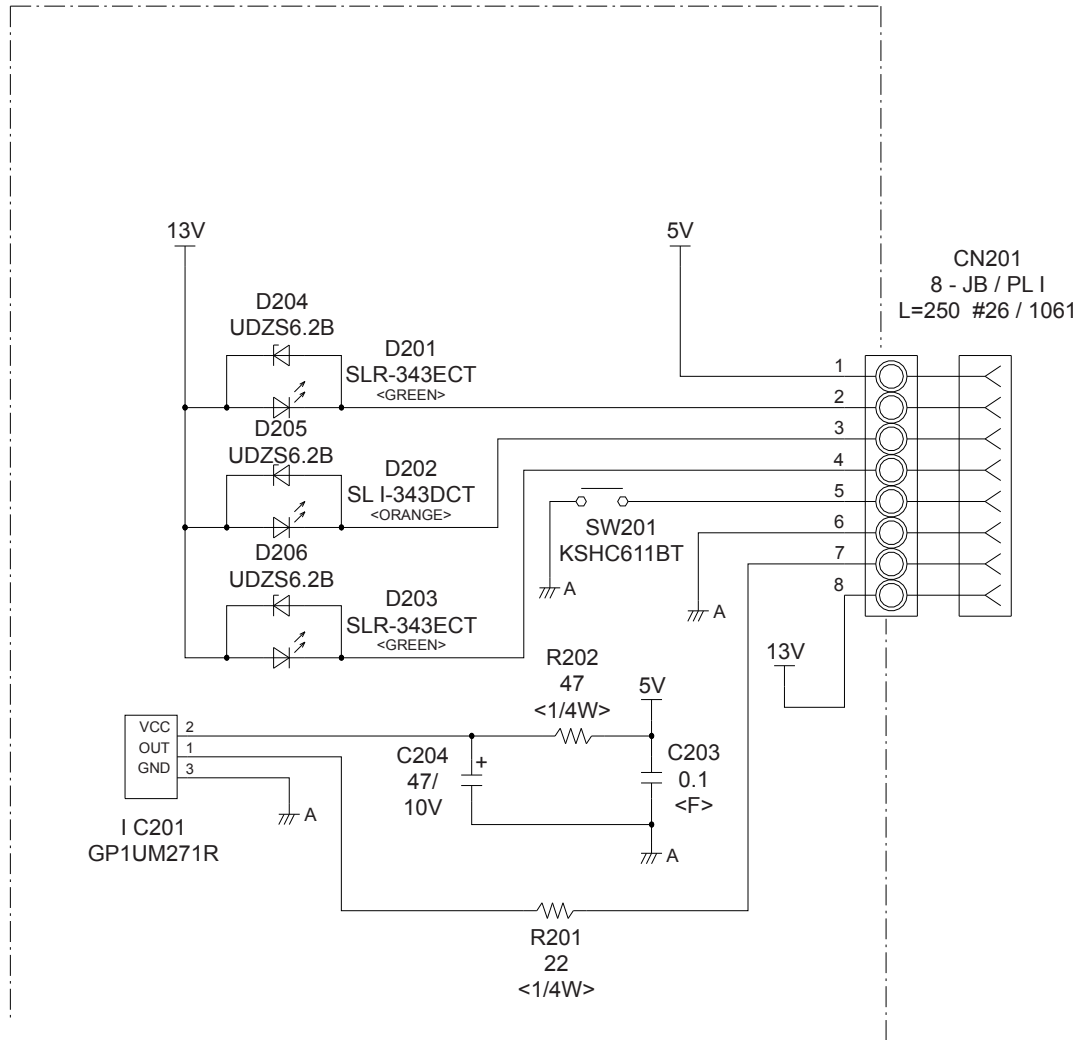 13V
5V
CN201
8 - JB / PL I
L=250 #26 / 1061
D204
UDZS6.2B
D201
SLR-343ECT
<GREEN>
1
2
3
4
5
6
7
8
D205
UDZS6.2B
D202
SL I-343DCT
<ORANGE>
SW201
KSHC611BT
A
A
D206
UDZS6.2B
D203
SLR-343ECT
<GREEN>
13V
R202
47
<1/4W>
5V
VCC 2
OUT 1
GND 3
C204
47/
10V
+
C203
0.1
<F>
A
A
I C201
GP1UM271R
R201
22
<1/4W>